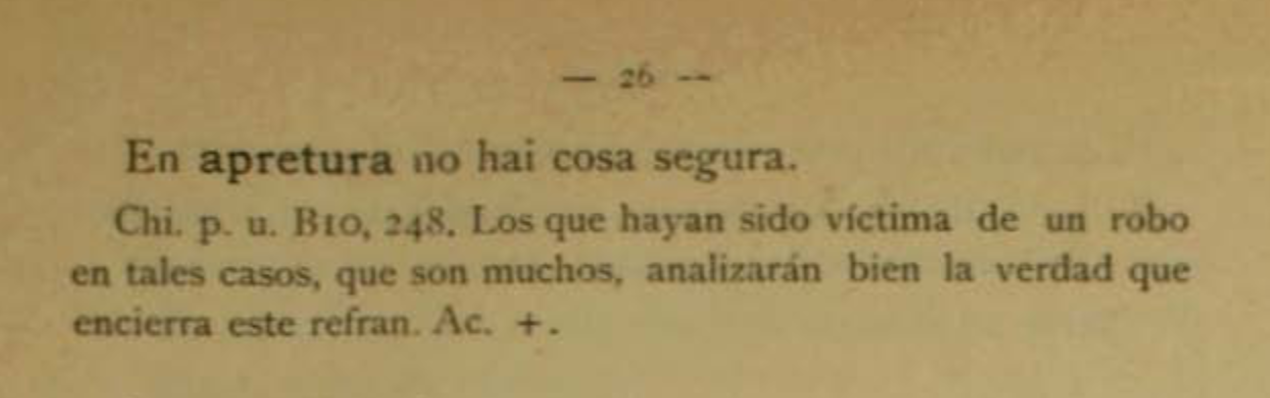 — 26 —
En apretura no hai cosa segura.
Chi. p. u. B10, 248. Los que hayan sido víctima de un robo
en tales casos, que son muchos, analizarán bien la verdad que
encierra este refran. Ac. +.